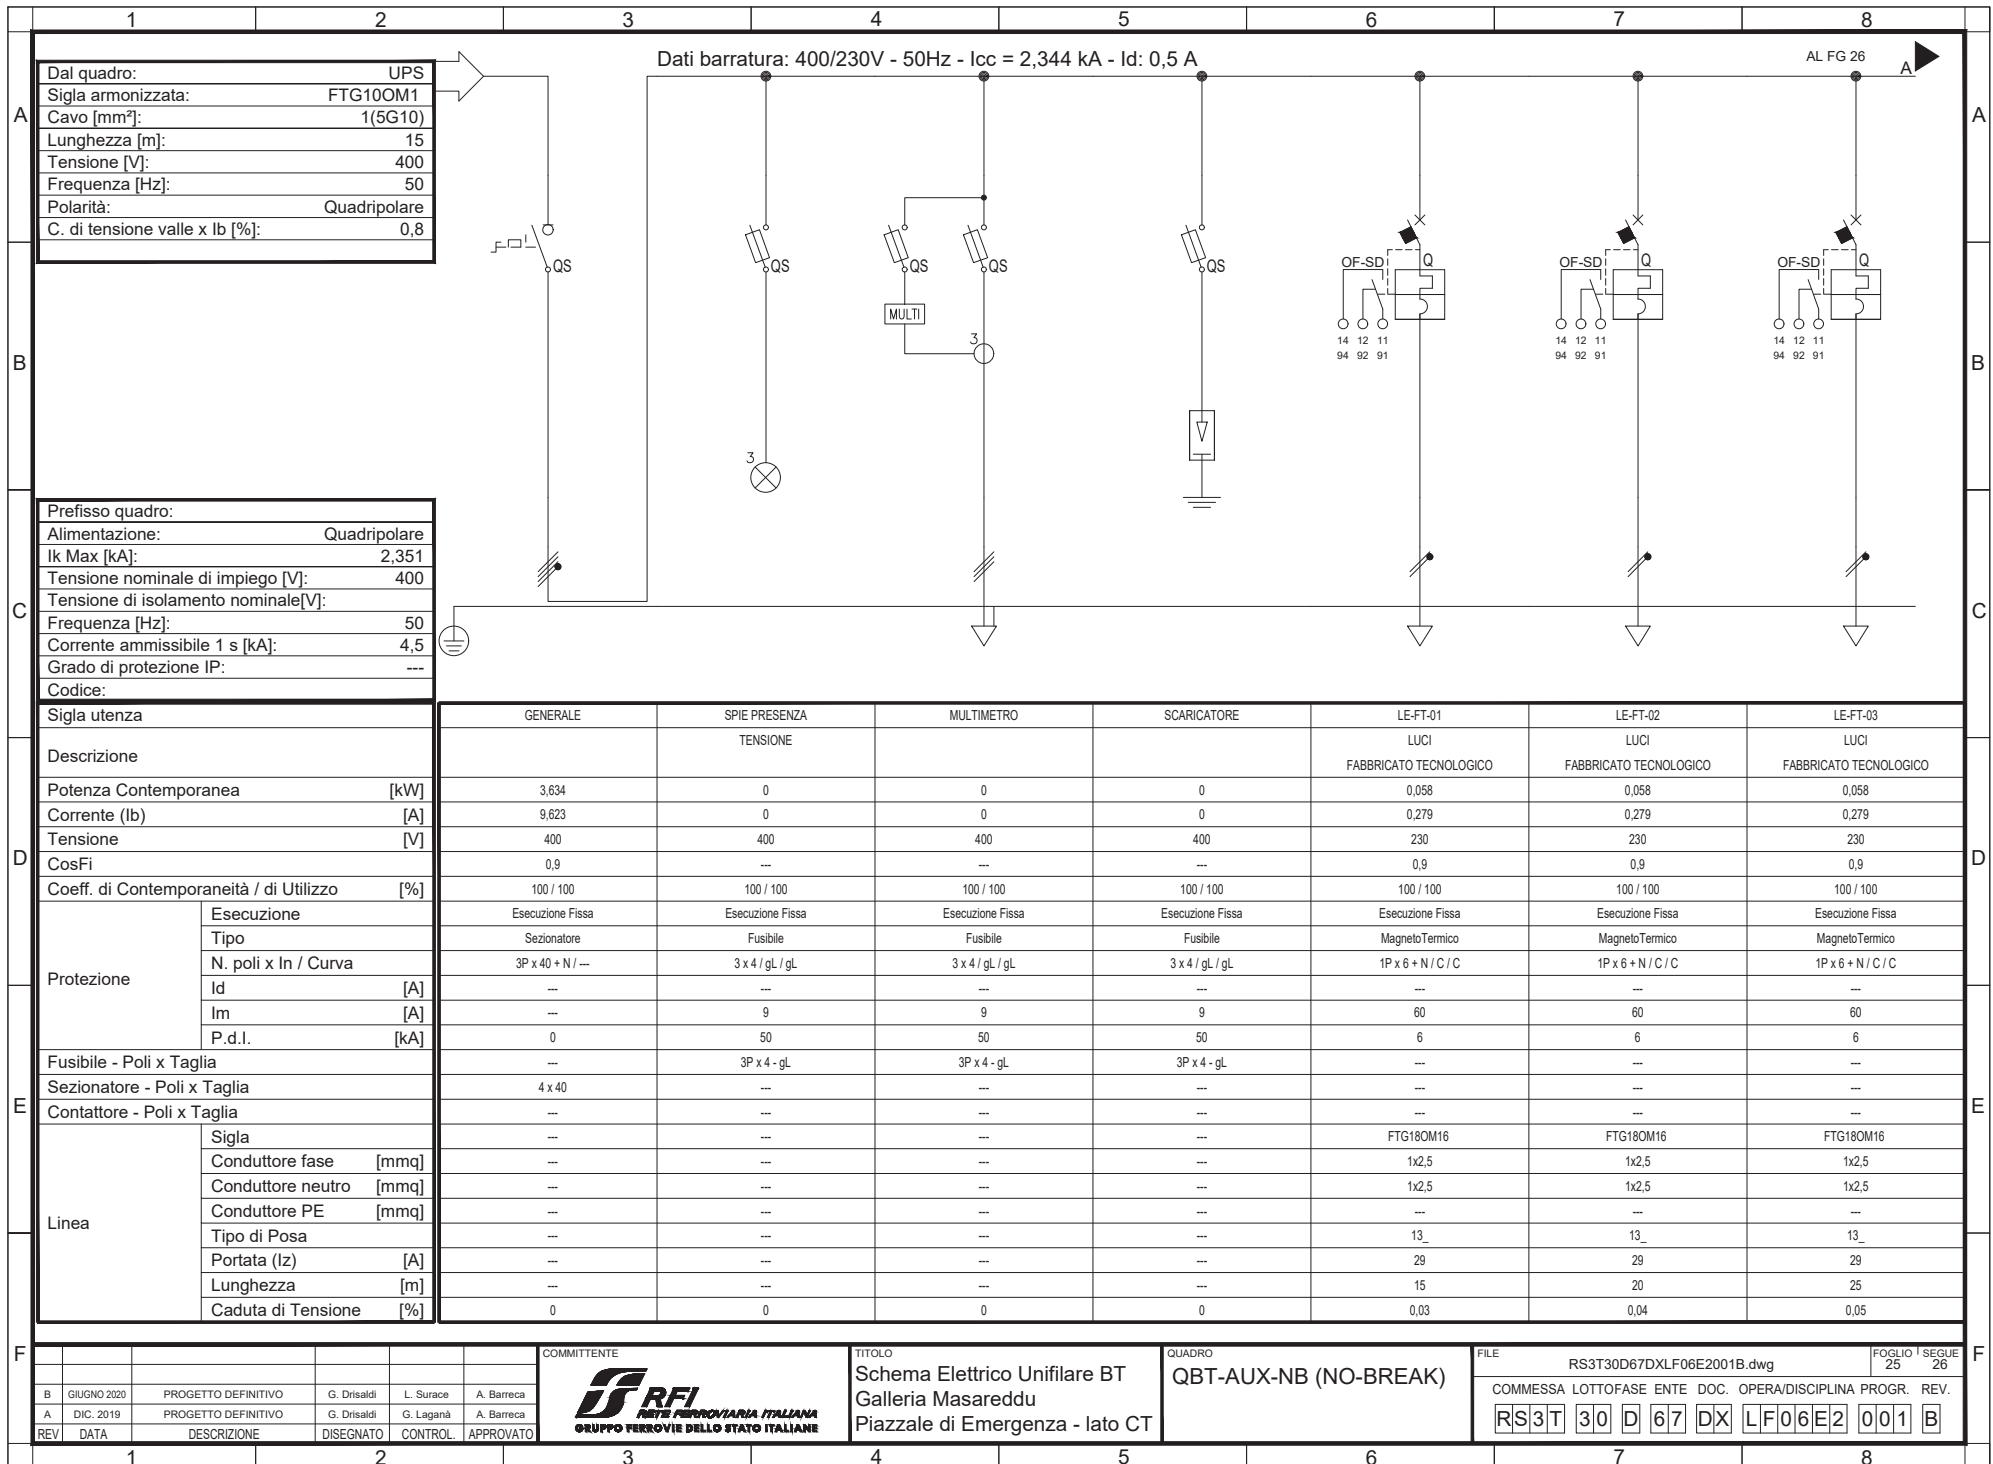 1 2 3 4 5 6 7 8
Dati barratura: 400/230V - 50Hz - Icc = 2,344 kA - Id: 0,5 A
AL FG 26
A
A
A
Dal quadro: UPS
Sigla armonizzata: FTG10OM1
Cavo [mm²]: 1(5G10)
Lunghezza [m]: 15
Tensione [V]: 400
Frequenza [Hz]: 50
Polarità: Quadripolare
C. di tensione valle x Ib [%]: 0,8
QS QS QS QS QS
OF-SD Q OF-SD Q OF-SD Q
MULTI
3
14 12 11 14 12 11 14 12 11
94 92 91 94 92 91 94 92 91
B B
3
Prefisso quadro:
Alimentazione: Quadripolare
Ik Max [kA]: 2,351
Tensione nominale di impiego [V]: 400
Tensione di isolamento nominale[V]:
Frequenza [Hz]: 50
Corrente ammissibile 1 s [kA]: 4,5
Grado di protezione IP: ---
Codice:
C C
Sigla utenza GENERALE SPIE PRESENZA MULTIMETRO SCARICATORE LE-FT-01 LE-FT-02 LE-FT-03
Descrizione TENSIONE LUCI LUCI LUCI
FABBRICATO TECNOLOGICO FABBRICATO TECNOLOGICO FABBRICATO TECNOLOGICO
Potenza Contemporanea [kW] 3,634 0 0 0 0,058 0,058 0,058
Corrente (Ib) [A] 9,623 0 0 0 0,279 0,279 0,279
Tensione [V] 400 400 400 400 230 230 230
D D
CosFi 0,9 --- --- --- 0,9 0,9 0,9
Coeff. di Contemporaneità / di Utilizzo [%] 100 / 100 100 / 100 100 / 100 100 / 100 100 / 100 100 / 100 100 / 100
Protezione
Esecuzione Esecuzione Fissa Esecuzione Fissa Esecuzione Fissa Esecuzione Fissa Esecuzione Fissa Esecuzione Fissa Esecuzione Fissa
Tipo Sezionatore Fusibile Fusibile Fusibile MagnetoTermico MagnetoTermico MagnetoTermico
N. poli x In / Curva 3P x 40 + N / --- 3 x 4 / gL / gL 3 x 4 / gL / gL 3 x 4 / gL / gL 1P x 6 + N / C / C 1P x 6 + N / C / C 1P x 6 + N / C / C
Id [A] --- --- --- --- --- --- ---
Im [A] --- 9 9 9 60 60 60
P.d.I. [kA] 0 50 50 50 6 6 6
Fusibile - Poli x Taglia --- 3P x 4 - gL 3P x 4 - gL 3P x 4 - gL --- --- ---
Sezionatore - Poli x Taglia 4 x 40 --- --- --- --- --- ---
E E
Contattore - Poli x Taglia --- --- --- --- --- --- ---
Linea
Sigla --- --- --- --- FTG18OM16 FTG18OM16 FTG18OM16
Conduttore fase [mmq] --- --- --- --- 1x2,5 1x2,5 1x2,5
Conduttore neutro [mmq] --- --- --- --- 1x2,5 1x2,5 1x2,5
Conduttore PE [mmq] --- --- --- --- --- --- ---
Tipo di Posa --- --- --- --- 13_ 13_ 13_
Portata (Iz) [A] --- --- --- --- 29 29 29
Lunghezza [m] --- --- --- --- 15 20 25
Caduta di Tensione [%] 0 0 0 0 0,03 0,04 0,05
F F
B GIUGNO 2020 PROGETTO DEFINITIVO G. Drisaldi L. Surace A. Barreca
A DIC. 2019 PROGETTO DEFINITIVO G. Drisaldi G. Laganà A. Barreca
REV DATA DESCRIZIONE DISEGNATO CONTROL. APPROVATO
COMMITTENTE
RFI
RETE FERROVIARIA ITALIANA
GRUPPO FERROVIE DELLO STATO ITALIANE
TITOLO
Schema Elettrico Unifilare BT
Galleria Masareddu
Piazzale di Emergenza - lato CT
QUADRO
QBT-AUX-NB (NO-BREAK)
FILE
RS3T30D67DXLF06E2001B.dwg
FOGLIO SEGUE
25 26
COMMESSA LOTTO FASE ENTE DOC. OPERA/DISCIPLINA PROGR. REV.
RS3T 30 D 67 DX LF06E2 001 B
1 2 3 4 5 6 7 8